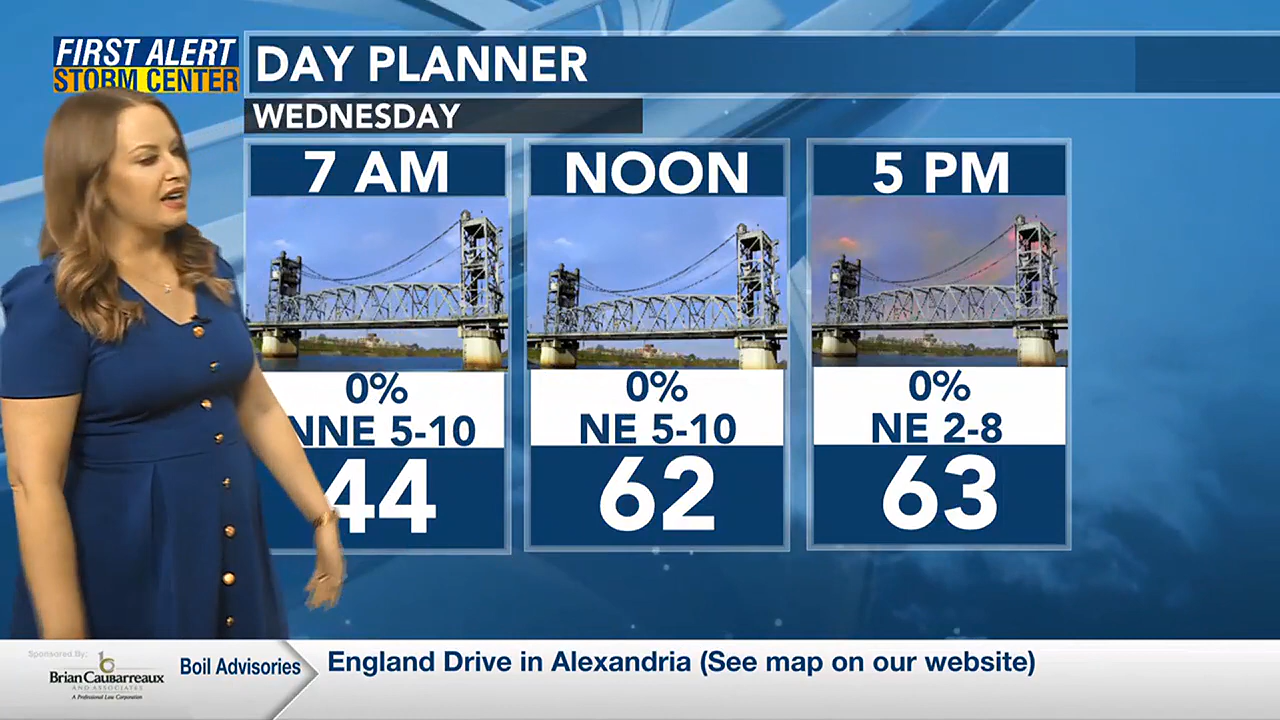 FIRST ALERT
STORM CENTER
DAY PLANNER
WEDNESDAY
7 AM
NOON
5 PM
0%
0%
0%
NNE 5-10
NE 5-10
NE 2-8
44
62
63
Sponsored By:
Brian Caubarreaux
AND ASSOCIATES
A Professional Law Corporation
Boil Advisories
England Drive in Alexandria (See map on our website)